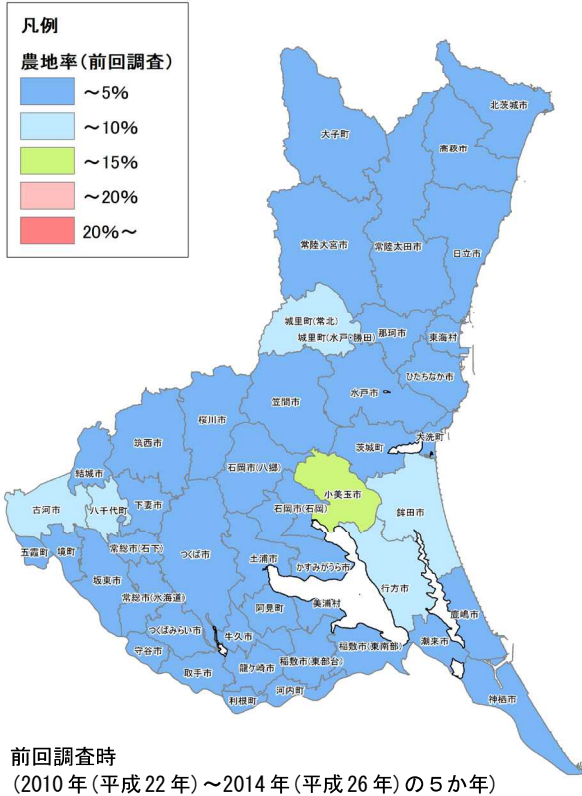 凡例
農地率(前回調査)
～5%
～10%
～15%
～20%
20%～
北茨城市
大子町
高萩市
常陸大宮市
常陸太田市
日立市
城里町(常北)
城里町(水戸・勝田)
那珂市
東海村
ひたちなか市
笠間市
水戸市
桜川市
筑西市
茨城町
大洗町
石岡市(八郷)
結城市
小美玉市
古河市
八千代町
下妻市
石岡市(石岡)
鉾田市
五霞町
境町
常総市(石下)
つくば市
土浦市
かすみがうら市
坂東市
行方市
常総市(水海道)
阿見町
美浦村
鹿嶋市
つくばみらい市
牛久市
稲敷市(東南部)
潮来市
守谷市
取手市
龍ケ崎市
稲敷市(東部台)
利根町
河内町
神栖市
前回調査時
(2010年(平成22年)～2014年(平成26年)の5か年)